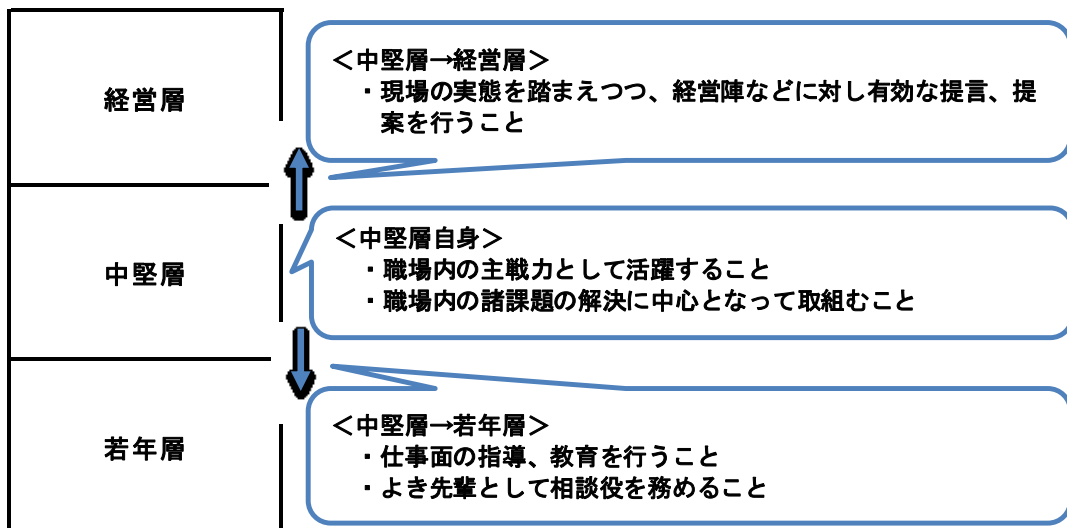 経営層
<中堅層→経営層>
・現場の実態を踏まえつつ、経営陣などに対し有効な提言、提
案を行うこと
中堅層
<中堅層自身>
・職場内の主戦力として活躍すること
・職場内の諸課題の解決に中心となって取組むこと
若年層
<中堅層→若年層>
・仕事面の指導、教育を行うこと
・よき先輩として相談役を務めること